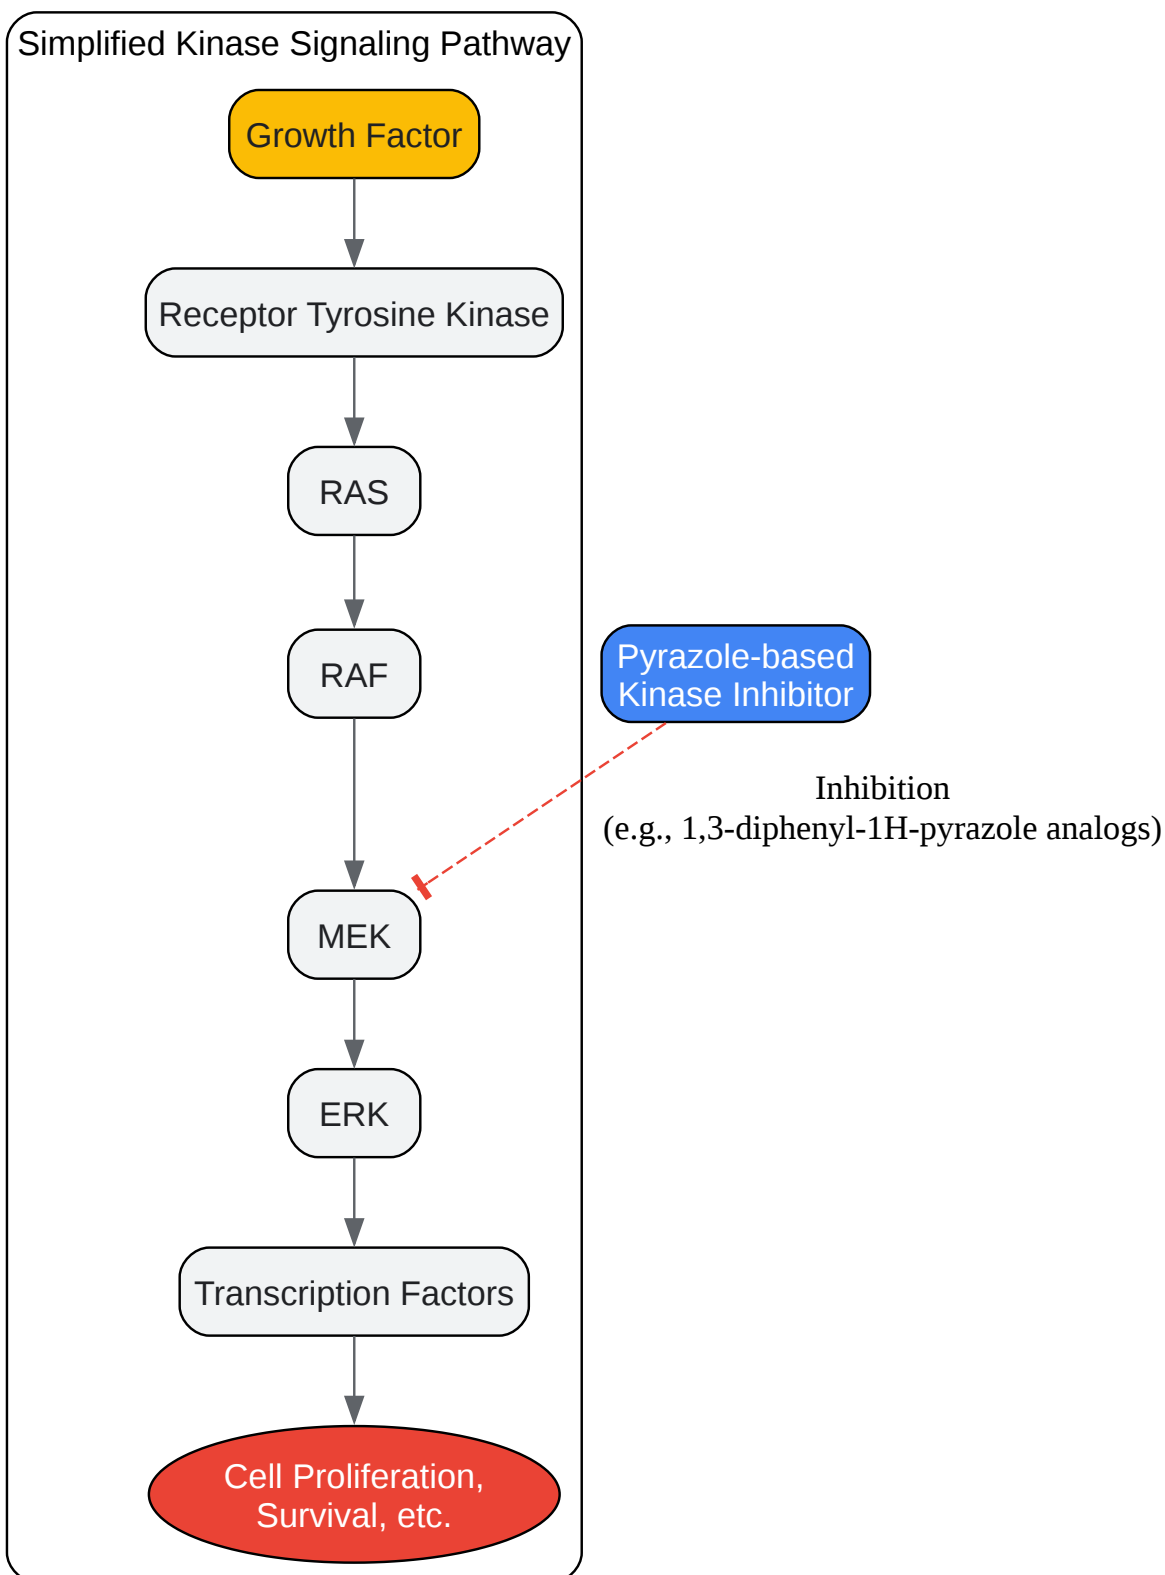 Simplified Kinase Signaling Pathway
Growth Factor
Receptor Tyrosine Kinase
RAS
RAF
Pyrazole-based
Kinase Inhibitor
Inhibition
(e.g., 1,3-diphenyl-1H-pyrazole analogs)
MEK
ERK
Transcription Factors
Cell Proliferation,
Survival, etc.